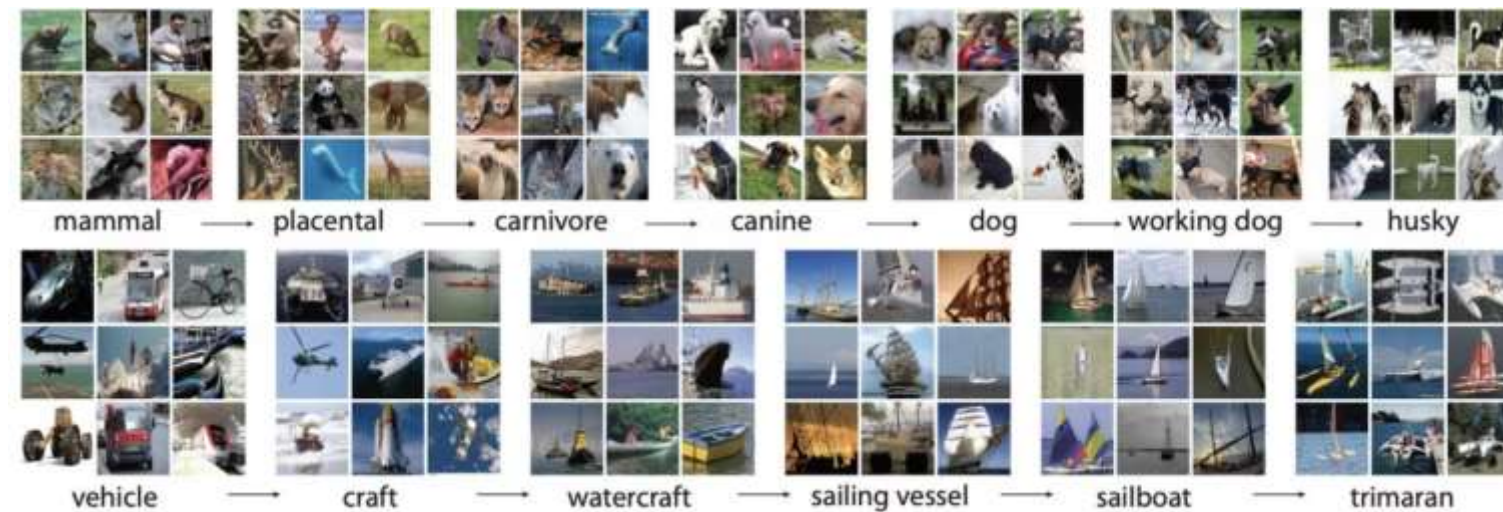 mammal → placental → carnivore → canine → dog → working dog → husky
vehicle → craft → watercraft → sailing vessel → sailboat → trimaran